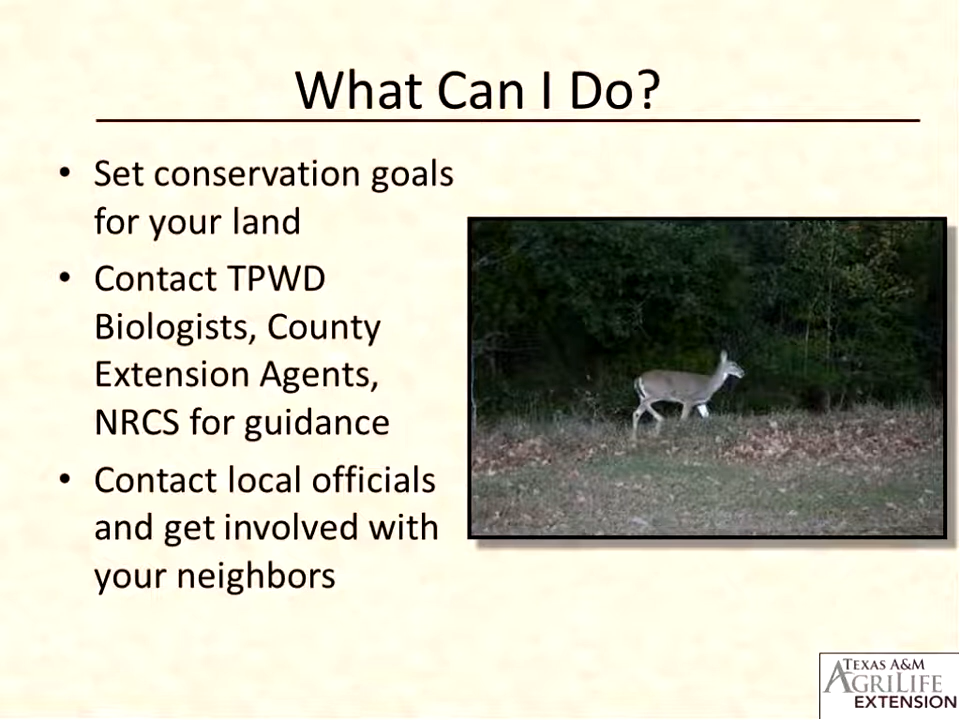 What Can I Do?
• Set conservation goals
for your land
• Contact TPWD
Biologists, County
Extension Agents,
NRCS for guidance
• Contact local officials
and get involved with
your neighbors
TEXAS A&M
AGRILIFE
EXTENSION